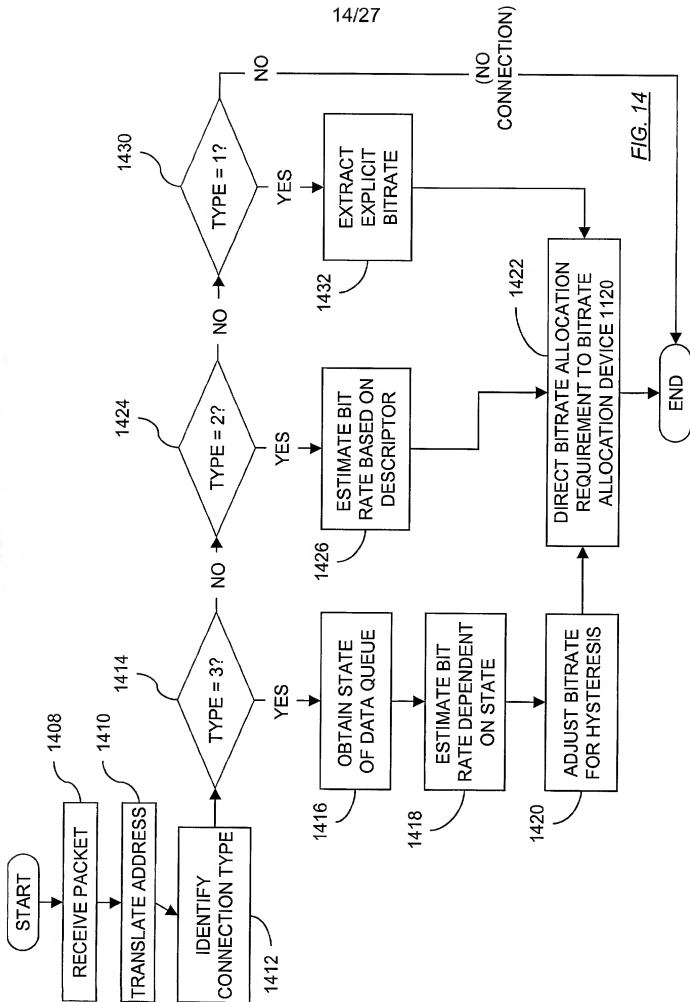 14/27
START
RECEIVE PACKET
1408
TRANSLATE ADDRESS
1410
IDENTIFY
CONNECTION TYPE
1412
TYPE = 3?
1414
NO
YES
OBTAIN STATE
OF DATA QUEUE
1416
ESTIMATE BIT
RATE DEPENDENT
ON STATE
1418
ADJUST BITRATE
FOR HYSTERESIS
1420
TYPE = 2?
1424
NO
YES
ESTIMATE BIT
RATE BASED ON
DESCRIPTOR
1426
TYPE = 1?
1430
NO
YES
EXTRACT
EXPLICIT
BITRATE
1432
(NO
CONNECTION)
DIRECT BITRATE ALLOCATION
REQUIREMENT TO BITRATE
ALLOCATION DEVICE 1120
1422
END
FIG. 14